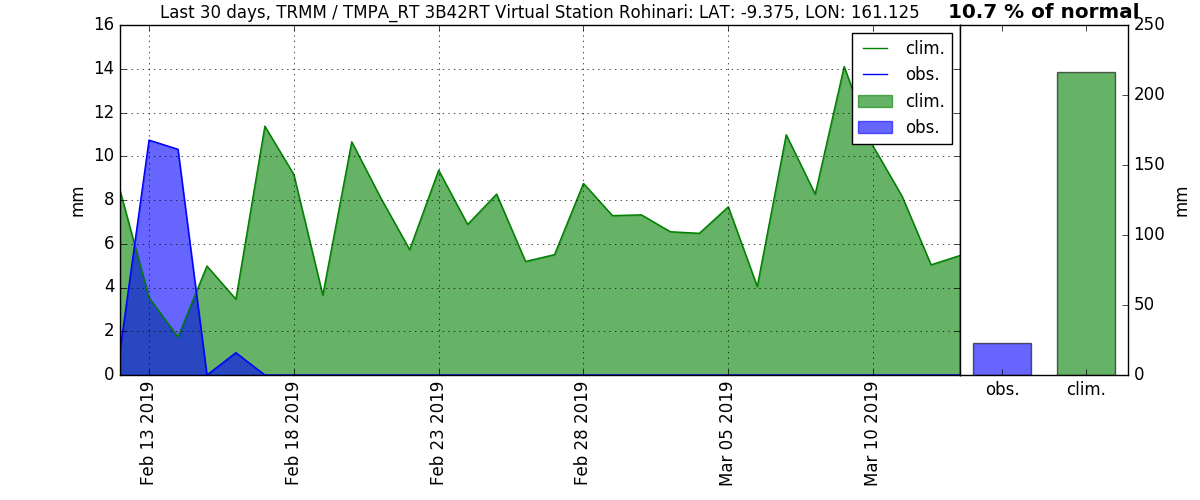 Last 30 days, TRMM / TMPA_RT 3B42RT Virtual Station Rohinari: LAT: -9.375, LON: 161.125
10.7 % of normal
16
14
12
10
8
6
4
2
0
mm
clim.
obs.
clim.
obs.
Feb 13 2019
Feb 18 2019
Feb 23 2019
Feb 28 2019
Mar 05 2019
Mar 10 2019
250
200
150
100
50
0
mm
obs.
clim.